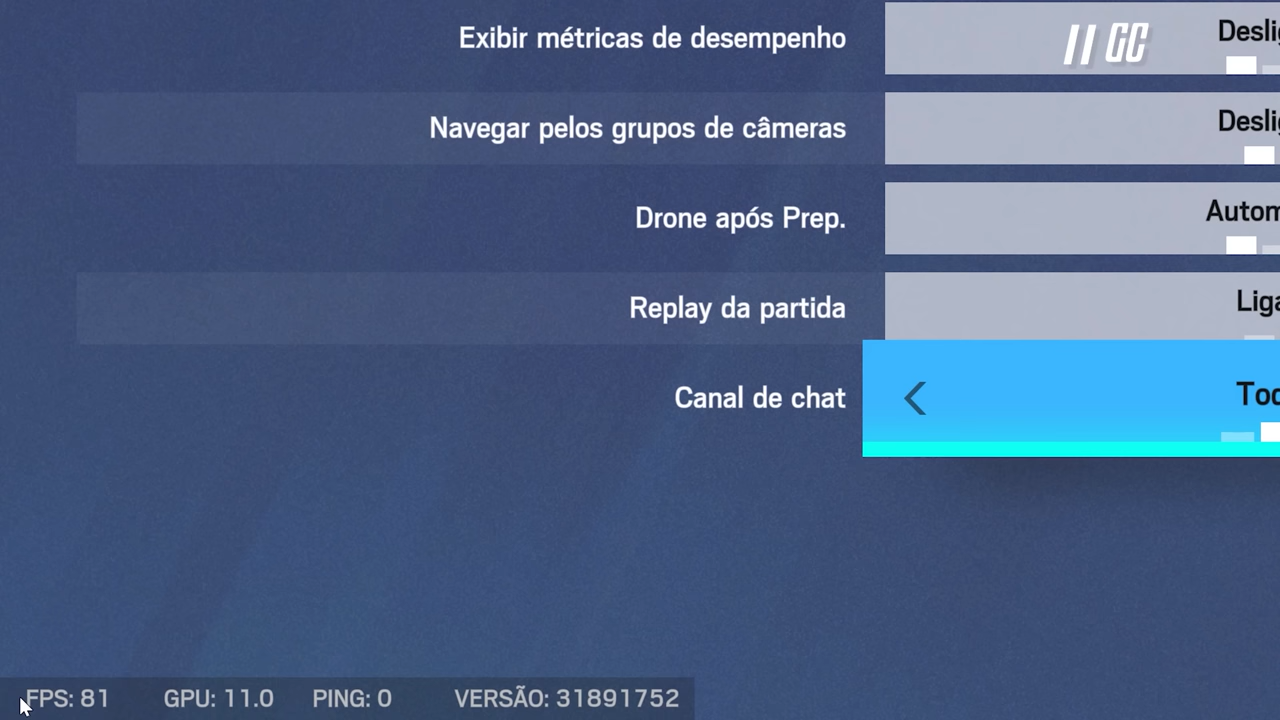 Exibir métricas de desempenho
// CC
Navegar pelos grupos de câmeras
Drone após Prep.
Replay da partida
Canal de chat
FPS: 81 GPU: 11.0 PING: 0 VERSÃO: 31891752